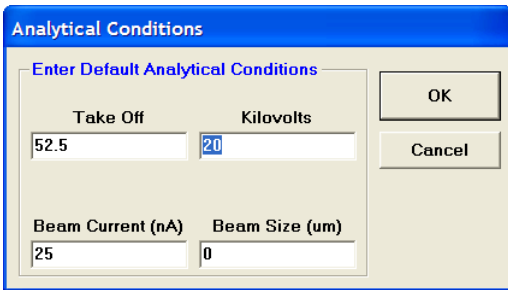 Analytical Conditions
Enter Default Analytical Conditions
Take Off
Kilovolts
52.5
20
Beam Current (nA)
Beam Size (um)
25
0
OK
Cancel